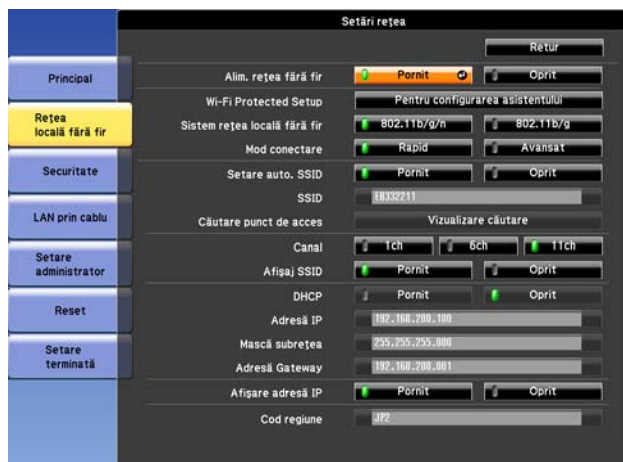 Setări rețea
Retur
Principal
Rețea
locală fără fir
Securitate
LAN prin cablu
Setare
administrator
Reset
Setare
terminată
Alim. rețea fără fir Pornit Oprit
Wi-Fi Protected Setup Pentru configurarea asistentului
Sistem rețea locală fără fir 802.11b/g/n 802.11b/g
Mod conectare Rapid Avansat
Setare auto. SSID Pornit Oprit
SSID EB332211
Căutare punct de acces Vizualizare căutare
Canal 1ch 6ch 11ch
Afișaj SSID Pornit Oprit
DHCP Pornit Oprit
Adresă IP 192.168.200.100
Mască subrețea 255.255.255.000
Adresă Gateway 192.168.200.001
Afișare adresă IP Pornit Oprit
Cod regiune JP2